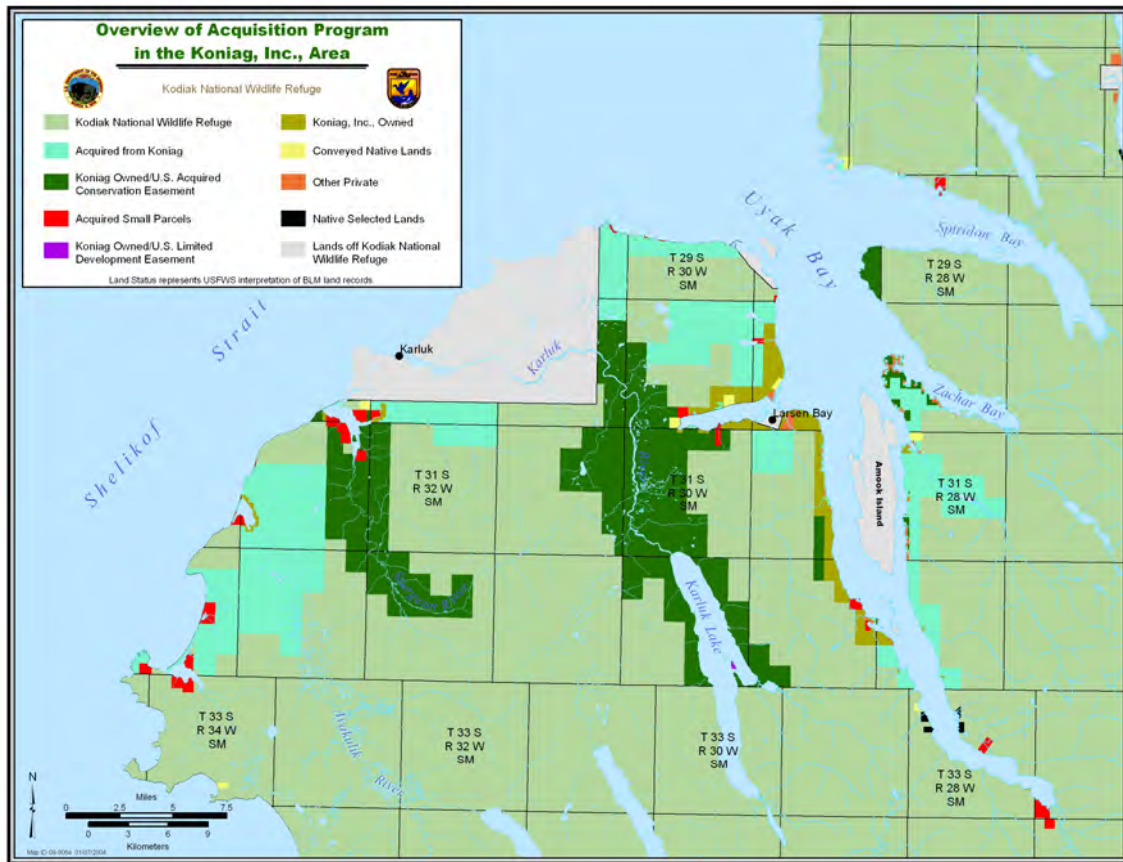 Overview of Acquisition Program
in the Koniag, Inc., Area
Kodiak National Wildlife Refuge
Kodiak National Wildlife Refuge
Acquired from Koniag
Koniag Owned/U.S. Acquired
Conservation Easement
Acquired Small Parcels
Koniag Owned/U.S. Limited
Development Easement
Koniag, Inc., Owned
Conveyed Native Lands
Other Private
Native Selected Lands
Lands off Kodiak National
Wildlife Refuge
Land Status represents USFWS interpretation of BLM land records.
Uyak Bay
Spiridon Bay
T 29 S
R 30 W
SM
T 29 S
R 28 W
SM
Shelikof Strait
Karluk
Karluk
River
Zachar Bay
Larsen Bay
Amook Island
T 31 S
R 32 W
SM
T 31 S
R 30 W
SM
T 31 S
R 28 W
SM
Sturgeon River
Karluk Lake
T 33 S
R 34 W
SM
Ayakulik River
T 33 S
R 32 W
SM
T 33 S
R 30 W
SM
T 33 S
R 28 W
SM
N
Miles
0 2.5 5 7.5
0 3 6 9
Kilometers